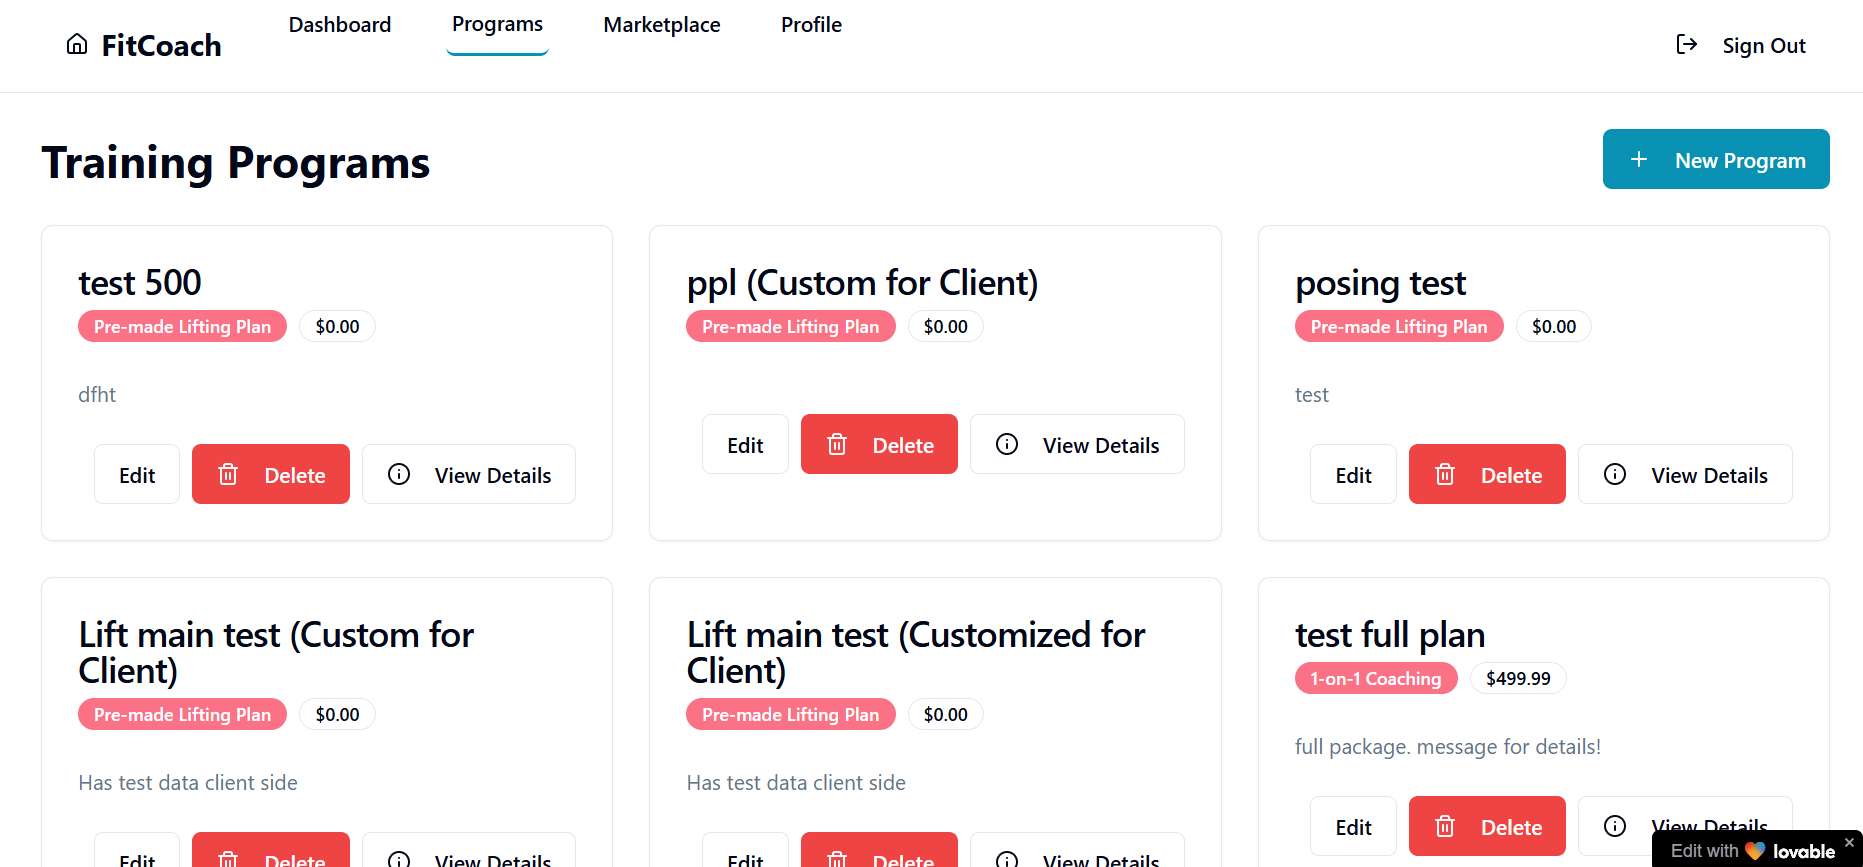 FitCoach
Dashboard
Programs
Marketplace
Profile
Sign Out
Training Programs
New Program
test 500
Pre-made Lifting Plan
$0.00
dfht
Edit
Delete
View Details
ppl (Custom for Client)
Pre-made Lifting Plan
$0.00
Edit
Delete
View Details
posing test
Pre-made Lifting Plan
$0.00
test
Edit
Delete
View Details
Lift main test (Custom for
Client)
Pre-made Lifting Plan
$0.00
Has test data client side
Edit
Delete
View Details
Lift main test (Customized for
Client)
Pre-made Lifting Plan
$0.00
Has test data client side
Edit
Delete
View Details
test full plan
1-on-1 Coaching
$499.99
full package. message for details!
Edit
Delete
View Details
Edit with lovable